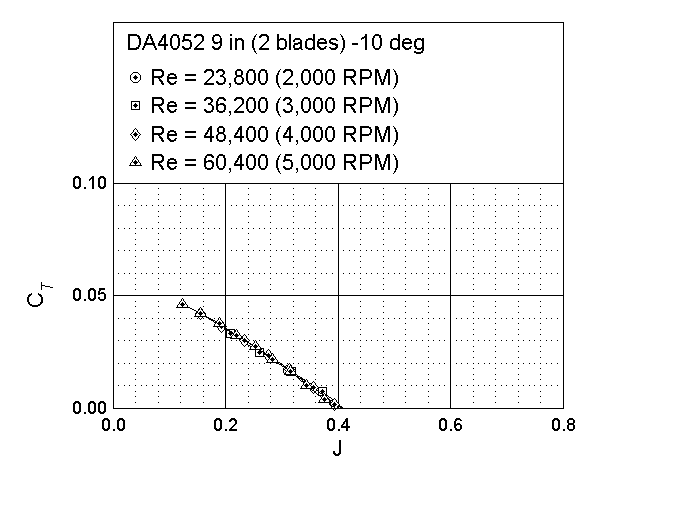 DA4052 9 in (2 blades) -10 deg
Re = 23,800 (2,000 RPM)
Re = 36,200 (3,000 RPM)
Re = 48,400 (4,000 RPM)
Re = 60,400 (5,000 RPM)
0.10
0.05
0.00
C_T
0.0 0.2 0.4 0.6 0.8
J